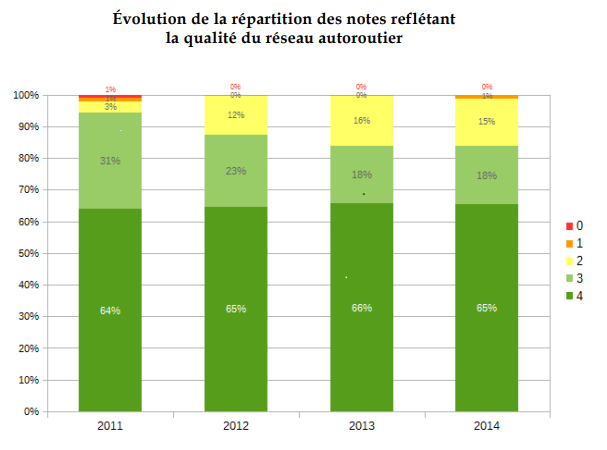 Évolution de la répartition des notes reflétant
la qualité du réseau autoroutier
1% 0% 0% 0%
100% 1% 0% 0% 1%
3%
90% 12% 16% 15%
80% 31% 23% 18% 18%
70%
60% 0
50% 1
2
40% 3
64% 65% 66% 65% 4
30%
20%
10%
0%
2011 2012 2013 2014